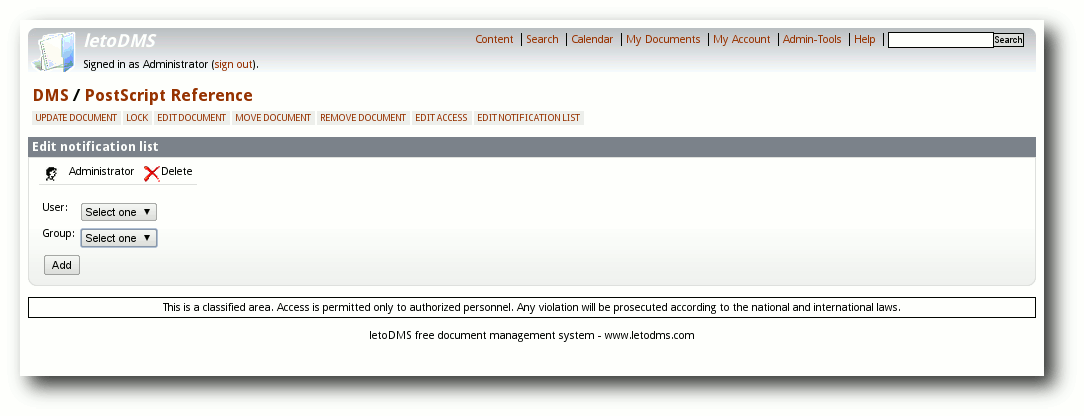 letoDMS
Content Search Calendar My Documents My Account Admin-Tools Help Search
Signed in as Administrator (sign out).
DMS / PostScript Reference
UPDATE DOCUMENT LOCK EDIT DOCUMENT MOVE DOCUMENT REMOVE DOCUMENT EDIT ACCESS EDIT NOTIFICATION LIST
Edit notification list
Administrator Delete
User: Select one
Group: Select one
Add
This is a classified area. Access is permitted only to authorized personnel. Any violation will be prosecuted according to the national and international laws.
letoDMS free document management system - www.letodms.com